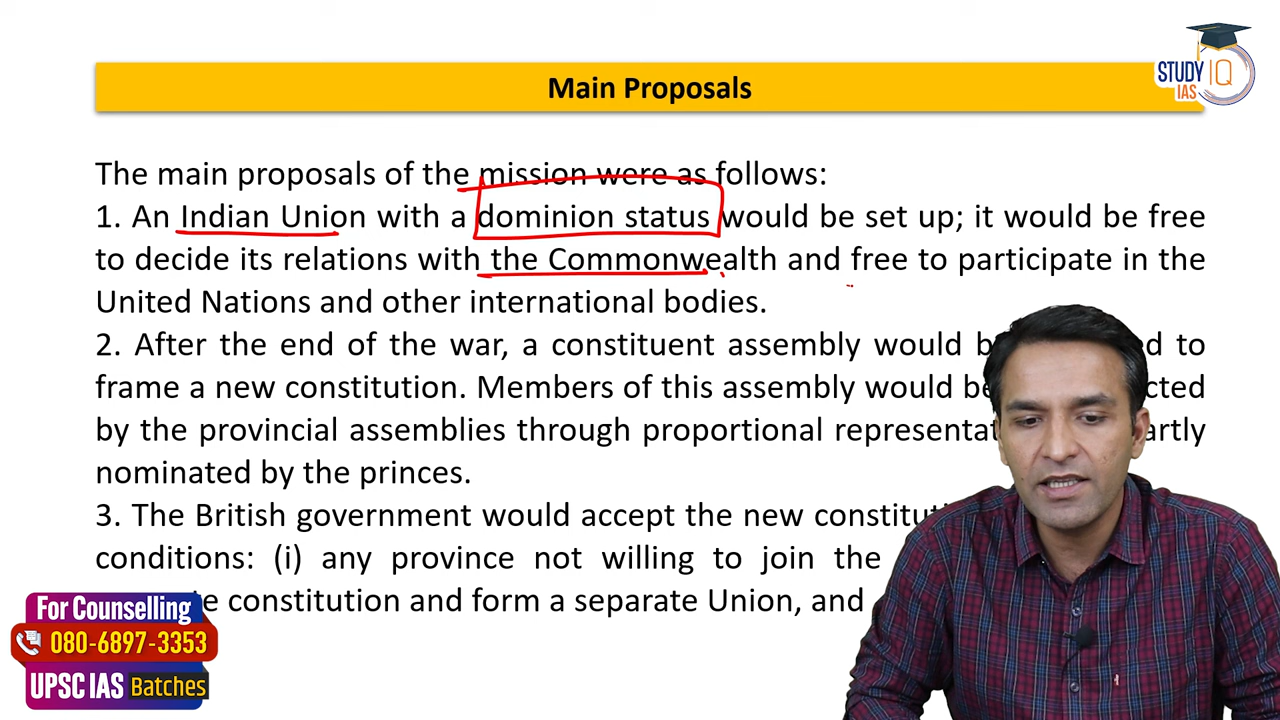 STUDY IQ
IAS
Main Proposals
The main proposals of the mission were as follows:
1. An Indian Union with a dominion status would be set up; it would be free
to decide its relations with the Commonwealth and free to participate in the
United Nations and other international bodies.
2. After the end of the war, a constituent assembly would to
frame a new constitution. Members of this assembly would be
by the provincial assemblies through proportional
nominated by the princes.
3. The British government would accept the new
conditions: (i) any province not willing to join the
constitution and form a separate Union, and
For Counselling
080-6897-3353
UPSC IAS Batches